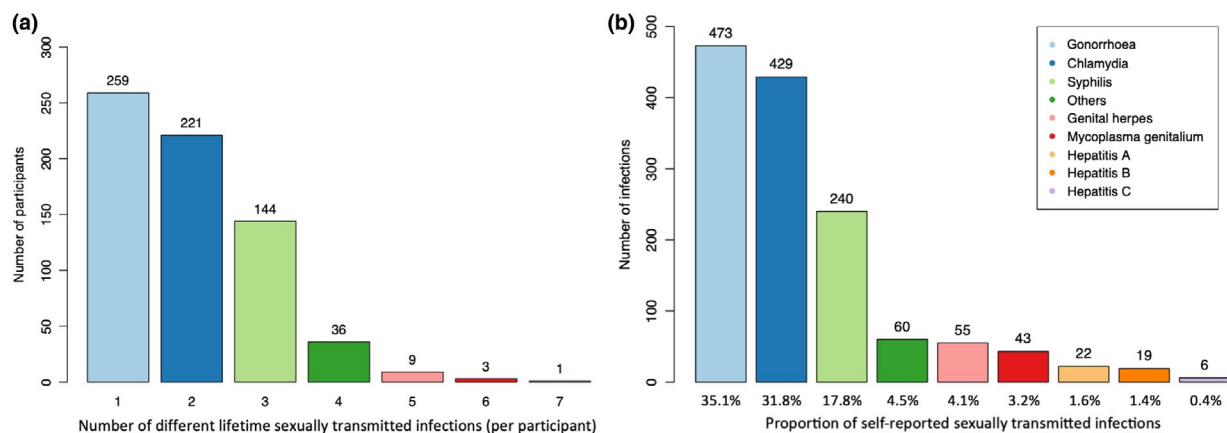 (a)
300
250
200
150
100
50
0
Number of participants
259
221
144
36
9
3
1
1 2 3 4 5 6 7
Number of different lifetime sexually transmitted infections (per participant)
(b)
500
400
300
200
100
0
Number of infections
473
429
240
60
55
43
22
19
6
35.1% 31.8% 17.8% 4.5% 4.1% 3.2% 1.6% 1.4% 0.4%
Proportion of self-reported sexually transmitted infections
Gonorrhoea
Chlamydia
Syphilis
Others
Genital herpes
Mycoplasma genitalium
Hepatitis A
Hepatitis B
Hepatitis C